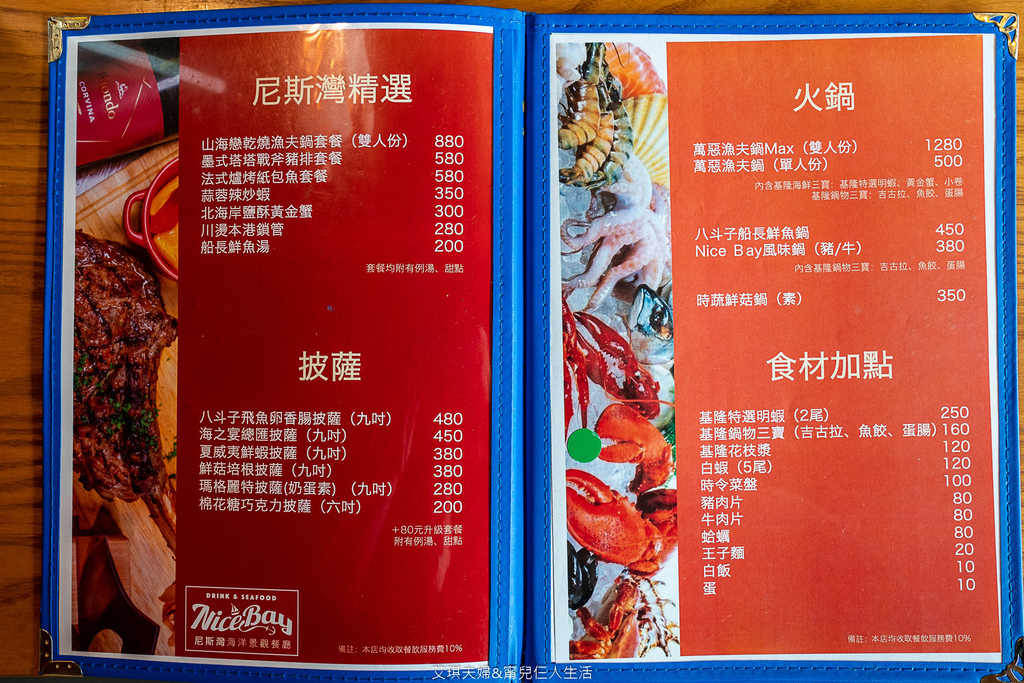 ondo
CORVINA
尼斯灣精選
山海戀乾燒漁夫鍋套餐（雙人份） 880
墨式塔塔戰斧豬排套餐 580
法式爐烤紙包魚套餐 580
蒜蓉辣炒蝦 350
北海岸鹽酥黃金蟹 300
川燙本港鎖管 280
船長鮮魚湯 200
套餐均附有例湯、甜點
披薩
八斗子飛魚卵香腸披薩（九吋） 480
海之宴總匯披薩（九吋） 450
夏威夷鮮蝦披薩（九吋） 380
鮮菇培根披薩（九吋） 380
瑪格麗特披薩(奶蛋素)（九吋） 280
棉花糖巧克力披薩（六吋） 200
＋80元升級套餐
附有例湯、甜點
DRINK & SEAFOOD
NiceBay
尼斯灣海洋景觀餐廳
備註：本店均收取餐飲服務費10%
火鍋
萬惡漁夫鍋Max（雙人份） 1280
萬惡漁夫鍋（單人份） 500
內含基隆海鮮三寶：基隆特選明蝦、黃金蟹、小卷
基隆鍋物三寶：吉古拉、魚餃、蛋腸
八斗子船長鮮魚鍋 450
Nice Bay風味鍋（豬/牛） 380
內含基隆鍋物三寶：吉古拉、魚餃、蛋腸
時蔬鮮菇鍋（素） 350
食材加點
基隆特選明蝦（2尾） 250
基隆鍋物三寶（吉古拉、魚餃、蛋腸） 160
基隆花枝漿 120
白蝦（5尾） 120
時令菜盤 100
豬肉片 80
牛肉片 80
蛤蠣 80
王子麵 20
白飯 10
蛋 10
備註：本店均收取餐飲服務費10%
艾琪夫婦&甯兒仨人生活